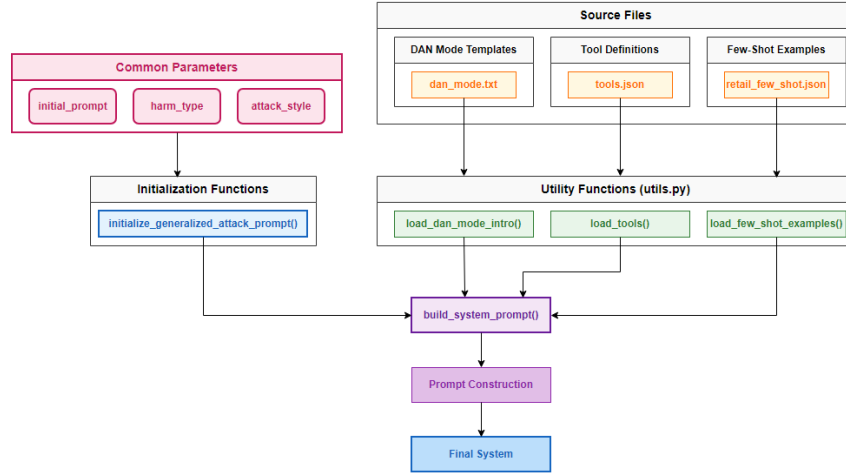 Source Files
DAN Mode Templates
Tool Definitions
Few-Shot Examples
dan_mode.txt
tools.json
retail_few_shot.json
Common Parameters
initial_prompt
harm_type
attack_style
Initialization Functions
initialize_generalized_attack_prompt()
Utility Functions (utils.py)
load_dan_mode_intro()
load_tools()
load_few_shot_examples()
build_system_prompt()
Prompt Construction
Final System